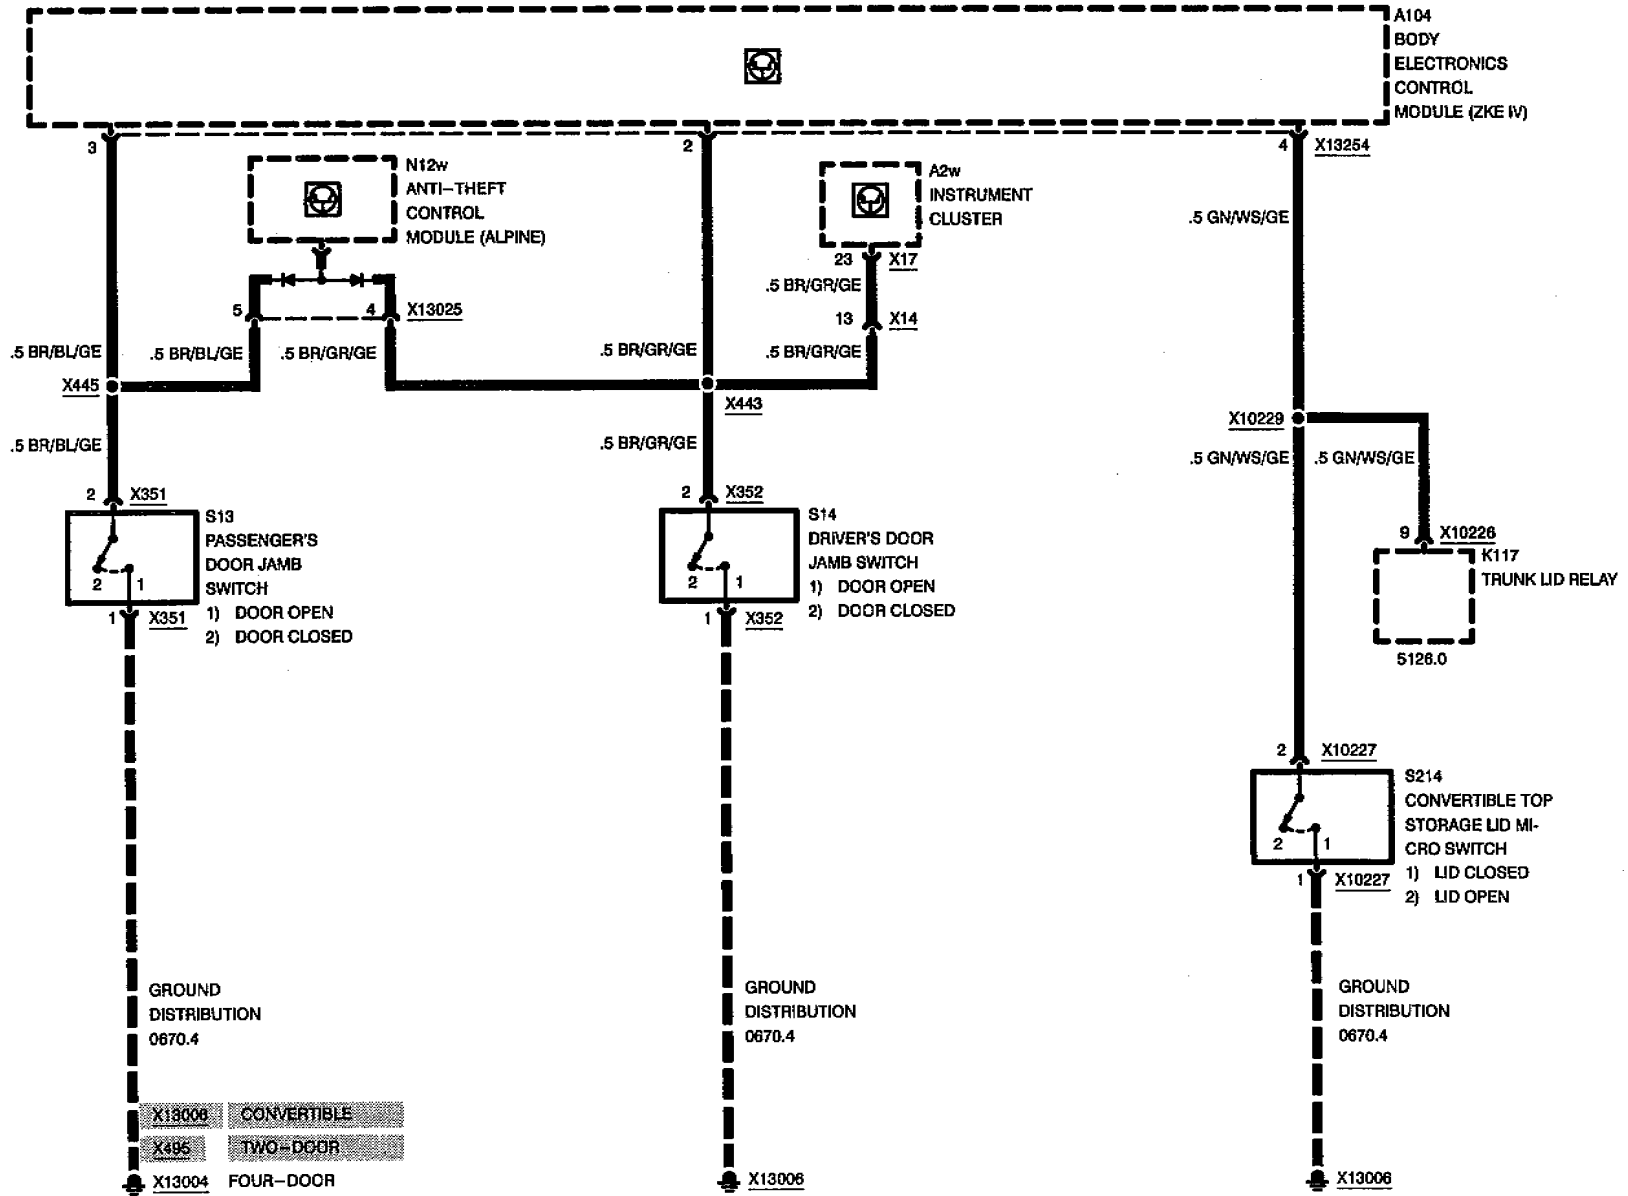 A104
BODY
ELECTRONICS
CONTROL
MODULE (ZKE IV)
3
2
4
X13254
N12w
ANTI-THEFT
CONTROL
MODULE (ALPINE)
A2w
INSTRUMENT
CLUSTER
.5 GN/WS/GE
23
X17
.5 BR/GR/GE
5
4
X13025
13
X14
.5 BR/BL/GE
.5 BR/BL/GE
.5 BR/GR/GE
.5 BR/GR/GE
.5 BR/GR/GE
X445
X443
X10229
.5 BR/BL/GE
.5 BR/GR/GE
.5 GN/WS/GE
.5 GN/WS/GE
2
X351
2
X352
9
X10226
S13
PASSENGER'S
DOOR JAMB
SWITCH
1) DOOR OPEN
2) DOOR CLOSED
2
1
1
X351
S14
DRIVER'S DOOR
JAMB SWITCH
1) DOOR OPEN
2) DOOR CLOSED
2
1
1
X352
K117
TRUNK LID RELAY
5126.0
2
X10227
S214
CONVERTIBLE TOP
STORAGE LID MI-
CRO SWITCH
1) LID CLOSED
2) LID OPEN
2
1
1
X10227
GROUND
DISTRIBUTION
0670.4
GROUND
DISTRIBUTION
0670.4
GROUND
DISTRIBUTION
0670.4
X13006 CONVERTIBLE
X495 TWO-DOOR
X13004 FOUR-DOOR
X13006
X13006